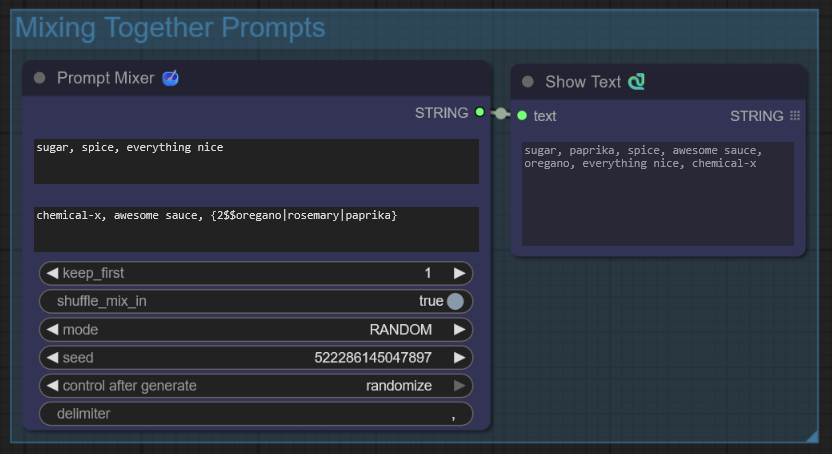 Mixing Together Prompts
Prompt Mixer
STRING
sugar, spice, everything nice
chemical-x, awesome sauce, {2$$oregano|rosemary|paprika}
keep_first 1
shuffle_mix_in true
mode RANDOM
seed 522286145047897
control after generate randomize
delimiter ,
Show Text
text STRING
sugar, paprika, spice, awesome sauce,
oregano, everything nice, chemical-x